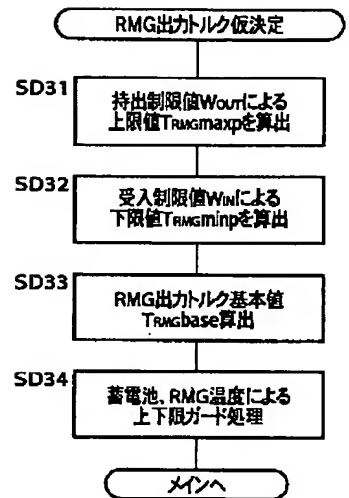 RMG出力トルク仮決定
SD31
持出制限値WOUTによる
上限値TRMGmaxpを算出
SD32
受入制限値WINによる
下限値TRMGminpを算出
SD33
RMG出力トルク基本値
TRMGbase算出
SD34
蓄電池、RMG温度による
上下限ガード処理
メインへ